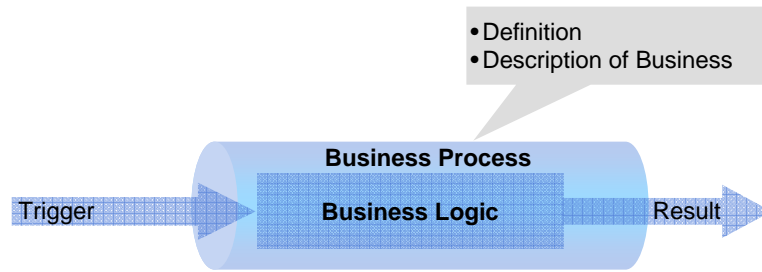 • Definition
• Description of Business
Business Process
Trigger
Business Logic
Result